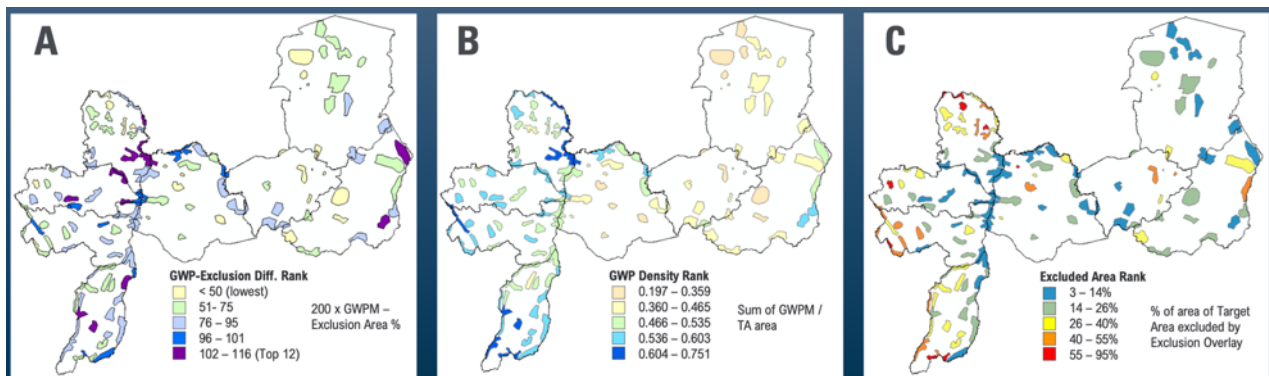 A
GWP-Exclusion Diff. Rank
< 50 (lowest)
51- 75
76 – 95
96 – 101
102 – 116 (Top 12)
200 x GWPM –
Exclusion Area %
B
GWP Density Rank
0.197 – 0.359
0.360 – 0.465
0.466 – 0.535
0.536 – 0.603
0.604 – 0.751
Sum of GWPM /
TA area
C
Excluded Area Rank
3 – 14%
14 – 26%
26 – 40%
40 – 55%
55 – 95%
% of area of Target
Area excluded by
Exclusion Overlay